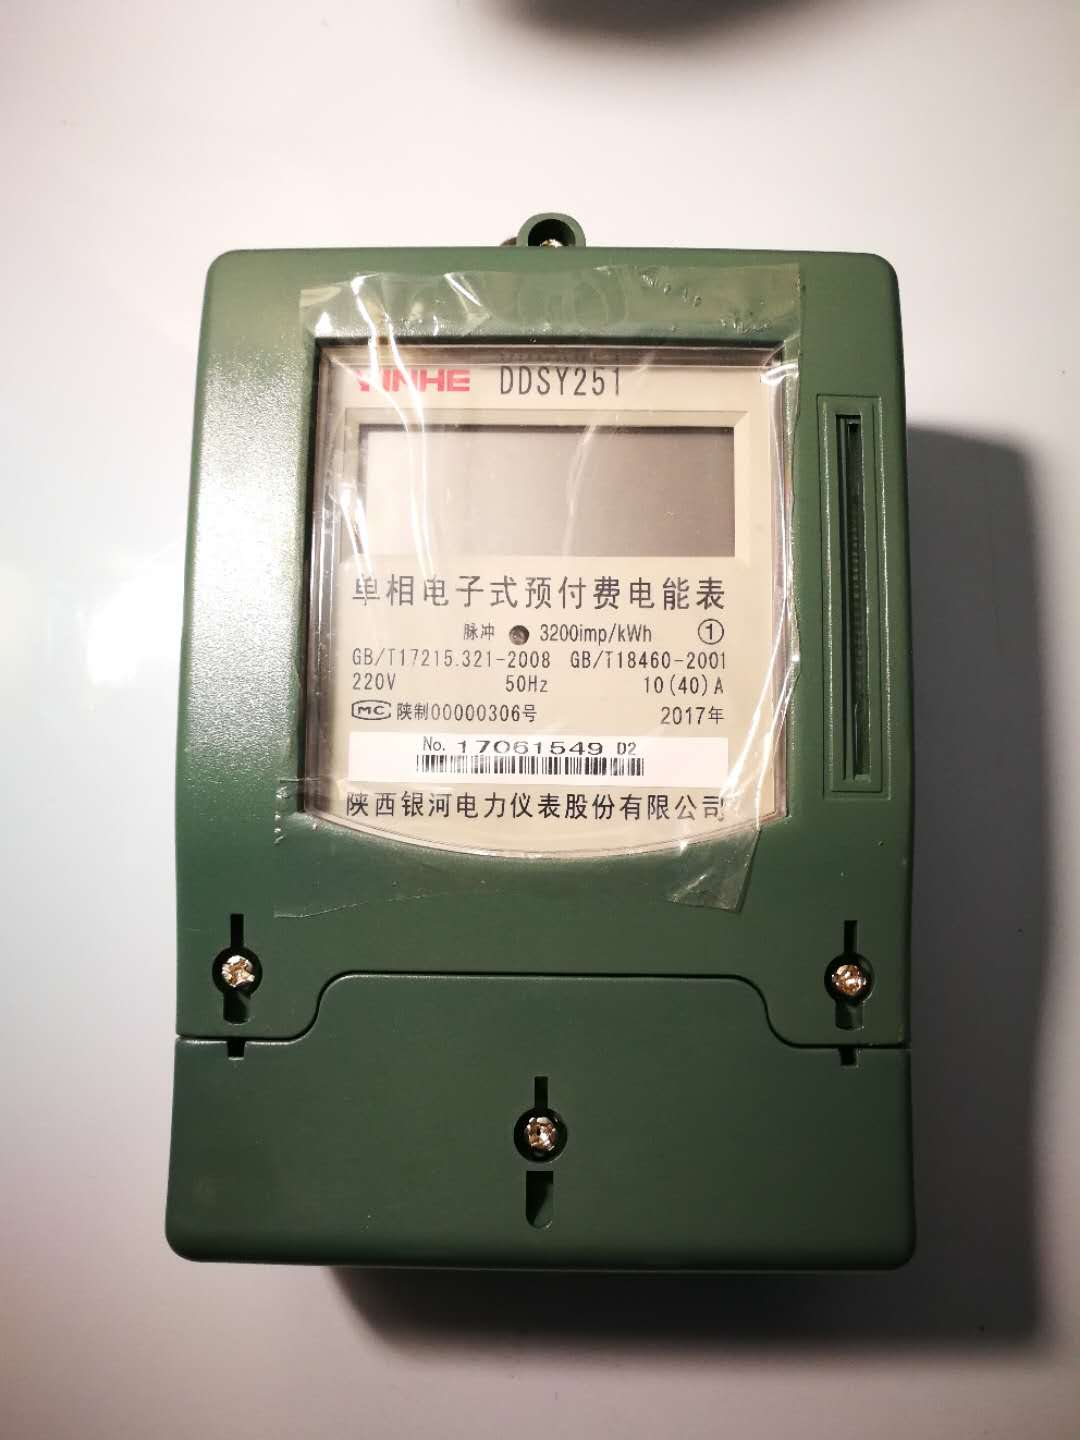 YINHE DDSY251
单相电子式预付费电能表
脉冲 3200imp/kWh ①
GB/T17215.321-2008 GB/T18460-2001
220V 50Hz 10(40)A
MC 陕制00000306号 2017年
No. 17061549 D2
陕西银河电力仪表股份有限公司